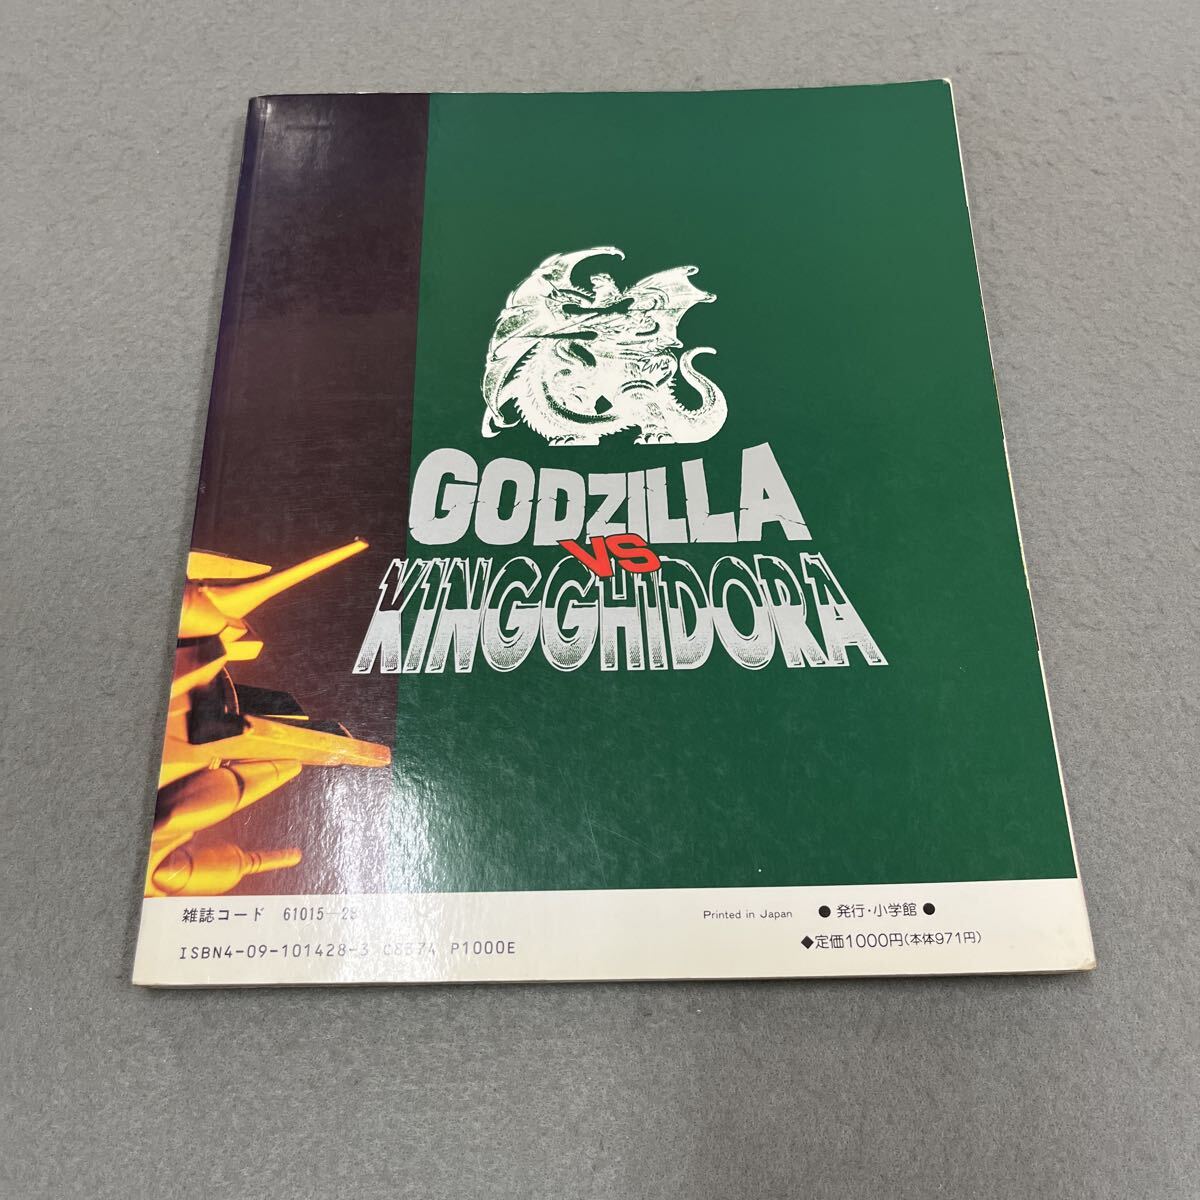 GODZILLA
VS
KINGGHIDORA
雑誌コード 61015-28
ISBN4-09-101428-3 C8374 P1000E
Printed in Japan
●発行・小学館●
◆定価1000円(本体971円)